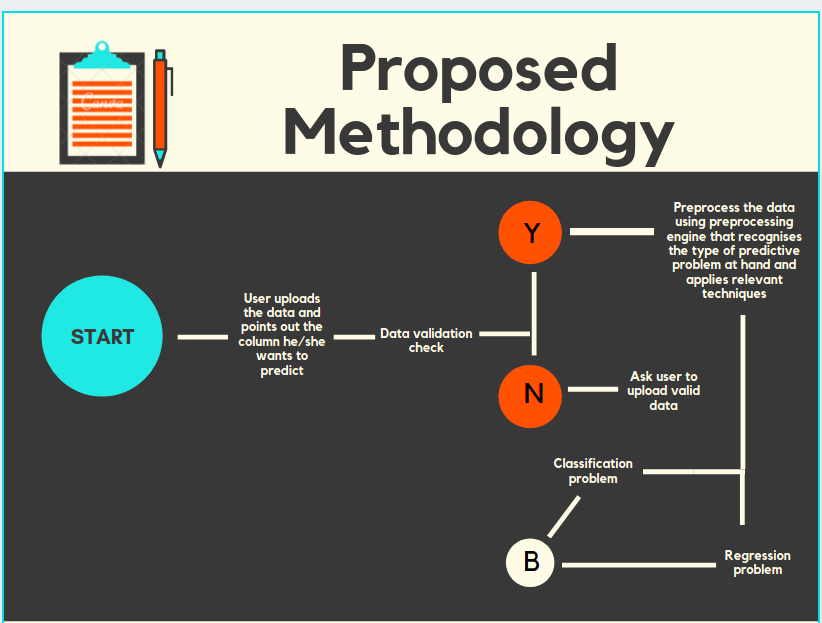 Proposed
Methodology
Canva
START
User uploads
the data and
points out the
column he/she
wants to
predict
Data validation
check
Y
Preprocess the data
using preprocessing
engine that recognises
the type of predictive
problem at hand and
applies relevant
techniques
N
Ask user to
upload valid
data
Classification
problem
B
Regression
problem